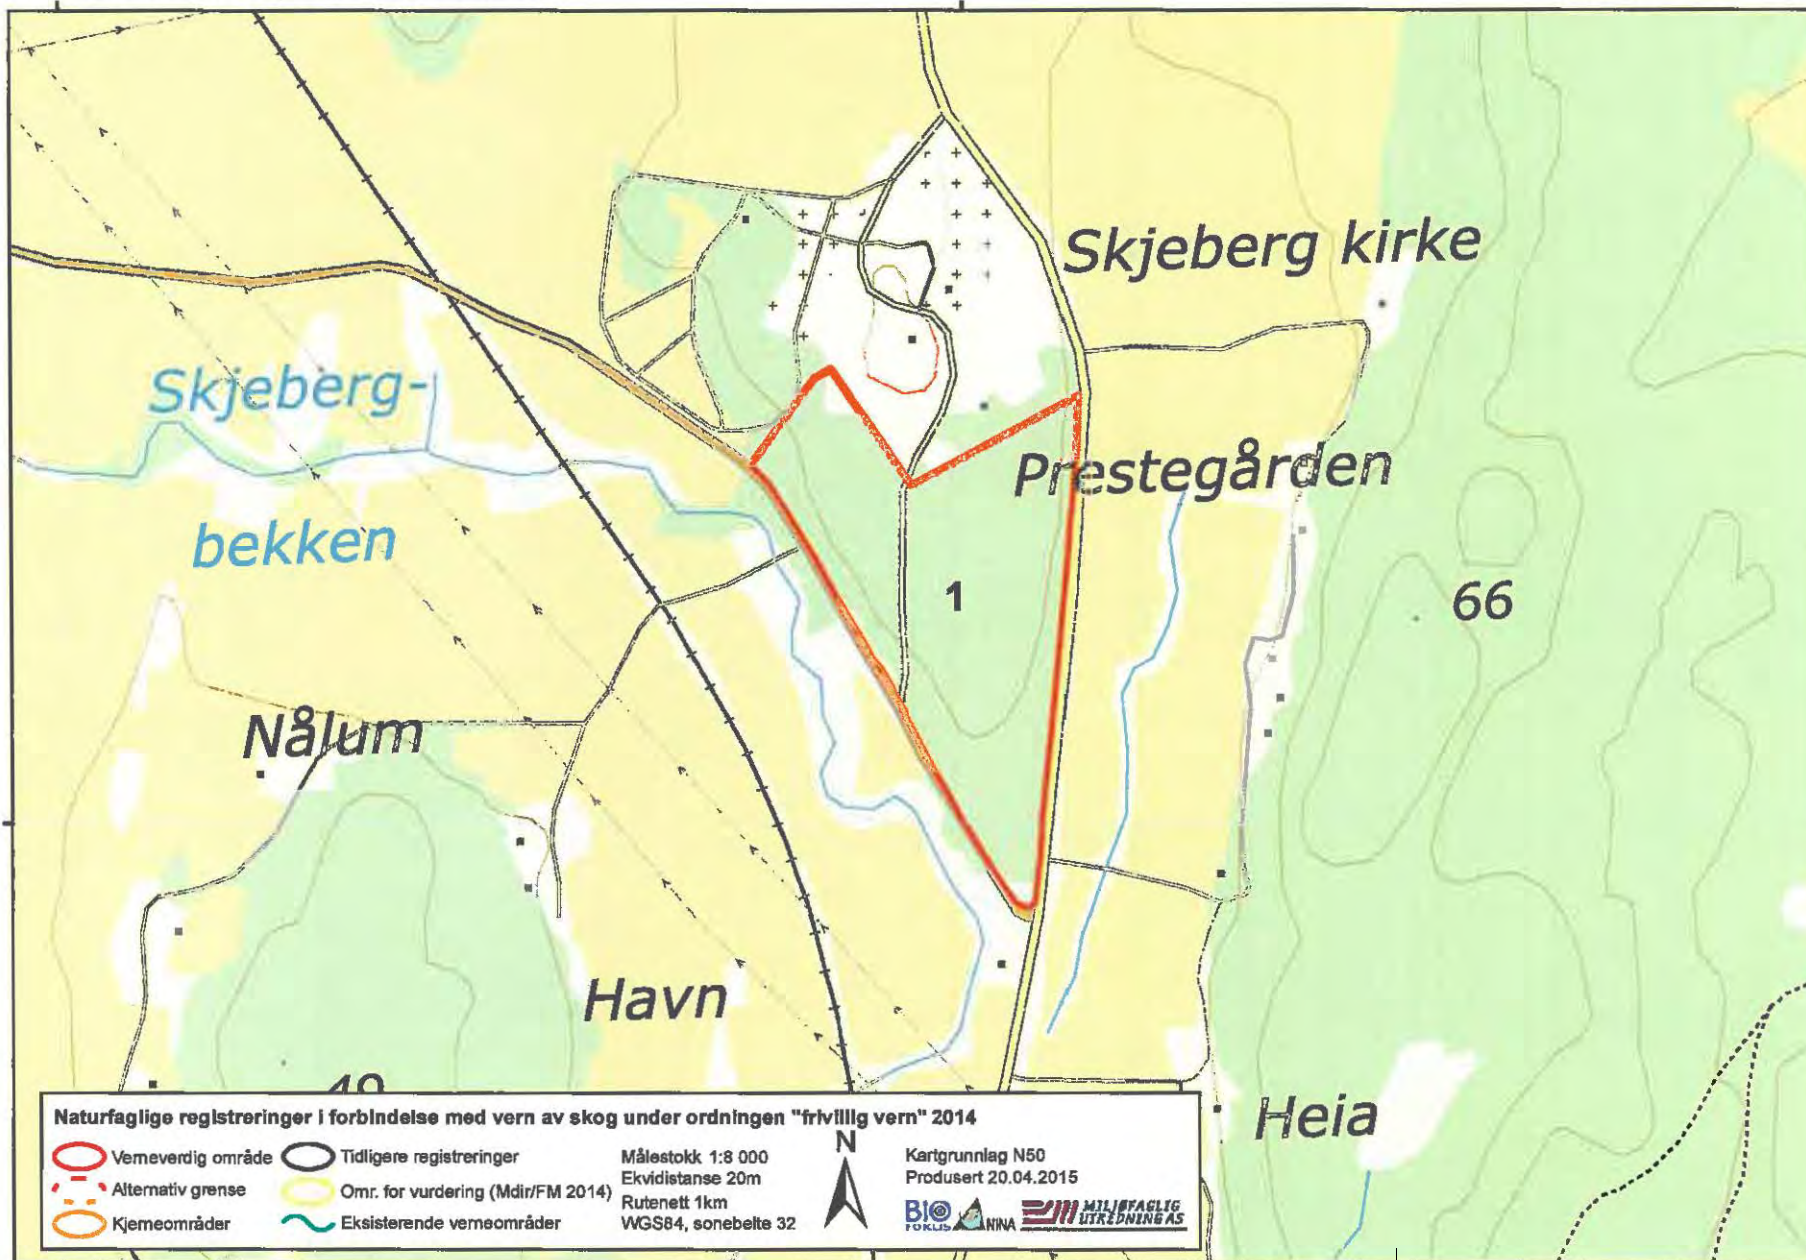 Skjeberg kirke
Skjeberg-
Prestegården
bekken
1
66
Nålum
Havn
49
Heia
Naturfaglige registreringer i forbindelse med vern av skog under ordningen "frivillig vern" 2014
Verneverdig område
Alternativ grense
Kjerneområder
Tidligere registreringer
Omr. for vurdering (Mdir/FM 2014)
Eksisterende verneområder
Målestokk 1:8 000
Ekvidistanse 20m
Rutenett 1km
WGS84, sonebelte 32
N
Kartgrunnlag N50
Produsert 20.04.2015
BIO
FOKUS
NINA
MILJØFAGLIG
UTREDNING AS